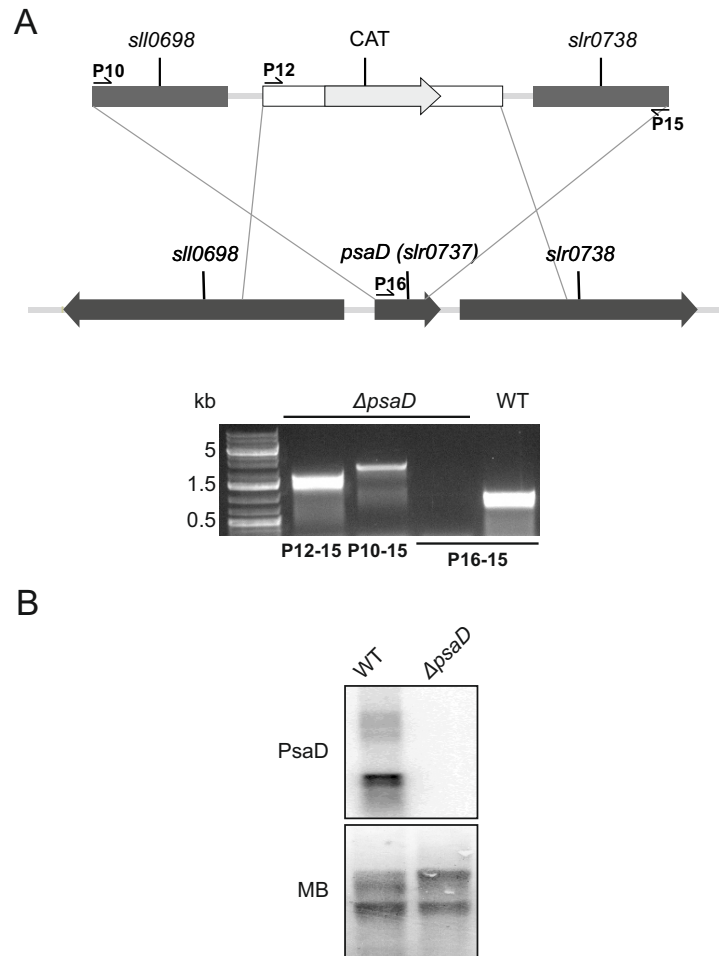 A
sll0698 CAT slr0738
P10 P12
P15
sll0698 psaD (slr0737) slr0738
P16
kb ΔpsaD WT
5
1.5
0.5
P12-15 P10-15 P16-15
B
WT ΔpsaD
PsaD
MB